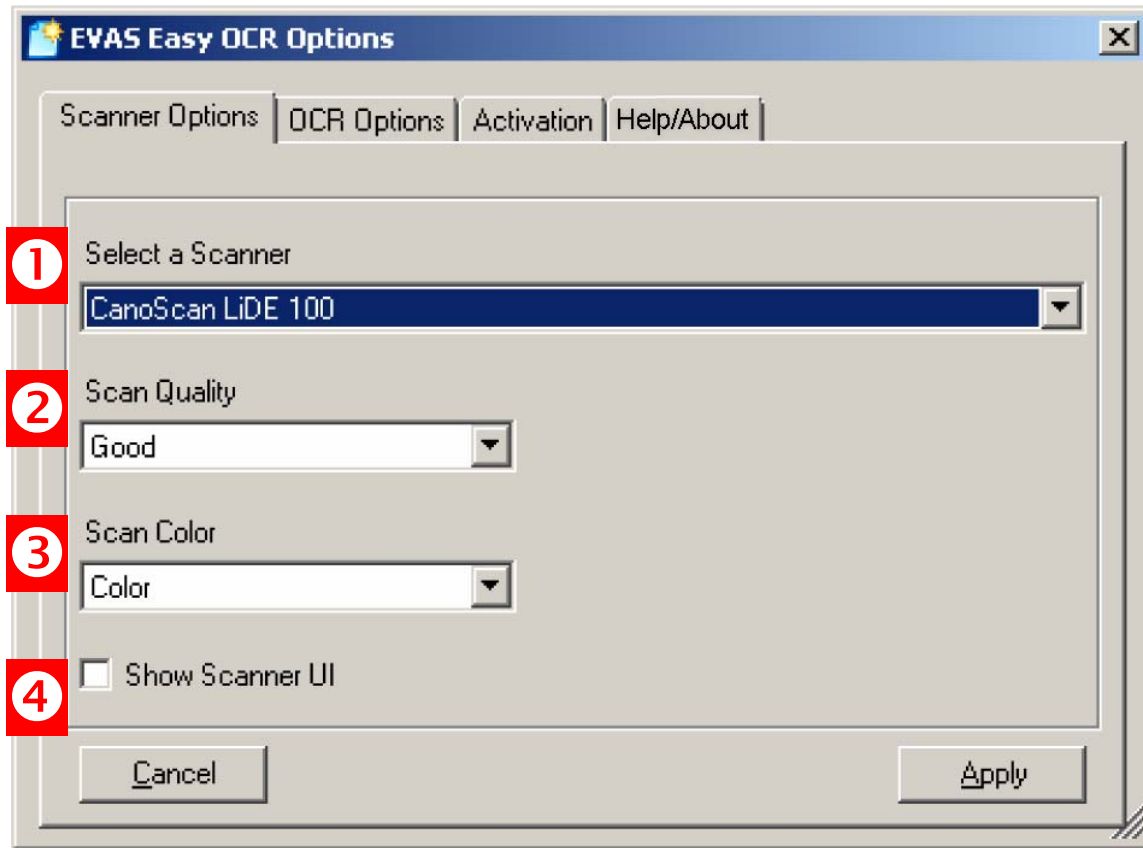 EVAS Easy OCR Options
Scanner Options OCR Options Activation Help/About
1 Select a Scanner
CanoScan LiDE 100
2 Scan Quality
Good
3 Scan Color
Color
4 Show Scanner UI
Cancel Apply